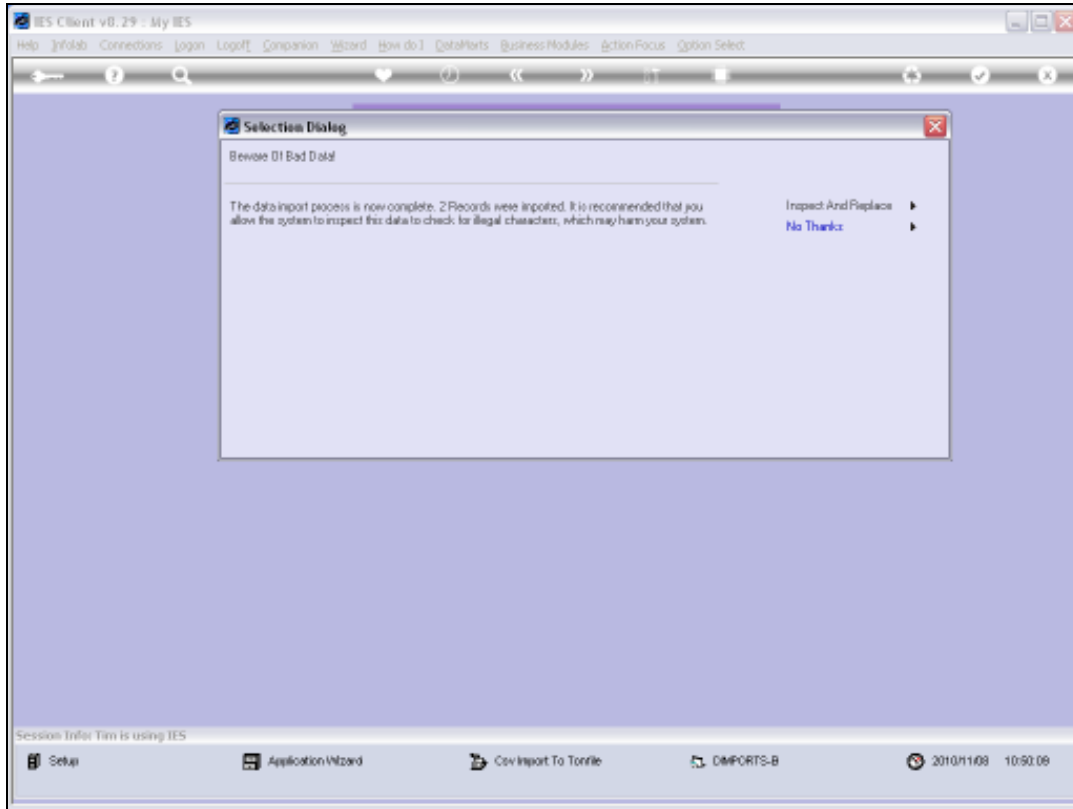 IES Client v8.29 : My IES
Help Infolab Connections Logon Logoff Companion Wizard How do I DataMarts Business Modules Action Focus Option Select
Selection Dialog
Beware Of Bad Data!
The data import process is now complete. 2 Records were imported. It is recommended that you
allow the system to inspect this data to check for illegal characters, which may harm your system.
Inspect And Replace
No Thanks
Session Info: Tim is using IES
Setup Application Wizard Csv Import To Tomfile DIMPORTS-B 2010/11/08 10:50:09